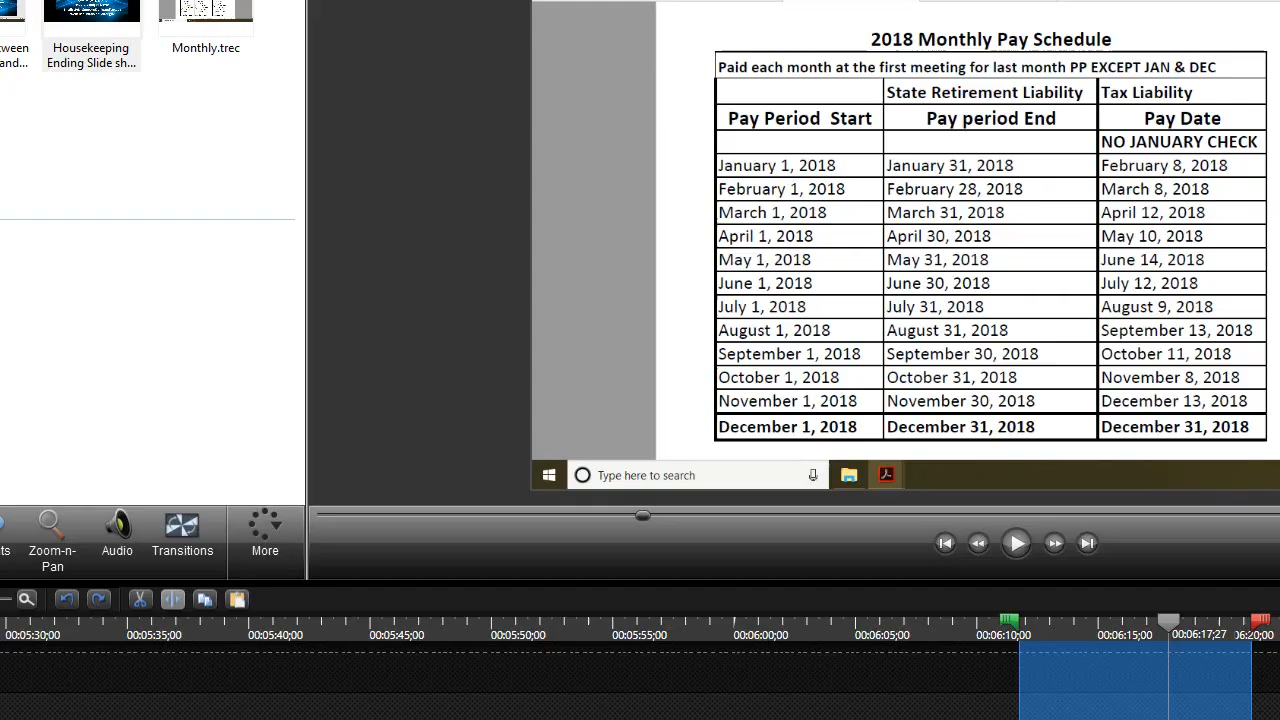 tween
and...
Housekeeping
Ending Slide sh...
Monthly.trec
2018 Monthly Pay Schedule
Paid each month at the first meeting for last month PP EXCEPT JAN & DEC
State Retirement Liability Tax Liability
Pay Period Start Pay period End Pay Date
NO JANUARY CHECK
January 1, 2018 January 31, 2018 February 8, 2018
February 1, 2018 February 28, 2018 March 8, 2018
March 1, 2018 March 31, 2018 April 12, 2018
April 1, 2018 April 30, 2018 May 10, 2018
May 1, 2018 May 31, 2018 June 14, 2018
June 1, 2018 June 30, 2018 July 12, 2018
July 1, 2018 July 31, 2018 August 9, 2018
August 1, 2018 August 31, 2018 September 13, 2018
September 1, 2018 September 30, 2018 October 11, 2018
October 1, 2018 October 31, 2018 November 8, 2018
November 1, 2018 November 30, 2018 December 13, 2018
December 1, 2018 December 31, 2018 December 31, 2018
Type here to search
ts
Zoom-n-
Pan
Audio
Transitions
More
00:05:30;00 00:05:35;00 00:05:40;00 00:05:45;00 00:05:50;00 00:05:55;00 00:06:00;00 00:06:05;00 00:06:10;00 00:06:15;00 00:06:17;27 :06:20;00